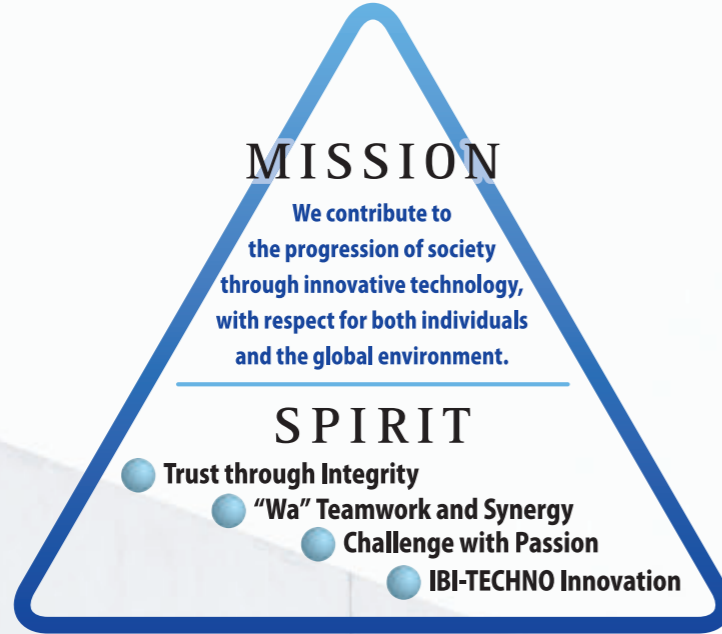 MISSION
We contribute to
the progression of society
through innovative technology,
with respect for both individuals
and the global environment.
SPIRIT
Trust through Integrity
“Wa” Teamwork and Synergy
Challenge with Passion
IBI-TECHNO Innovation